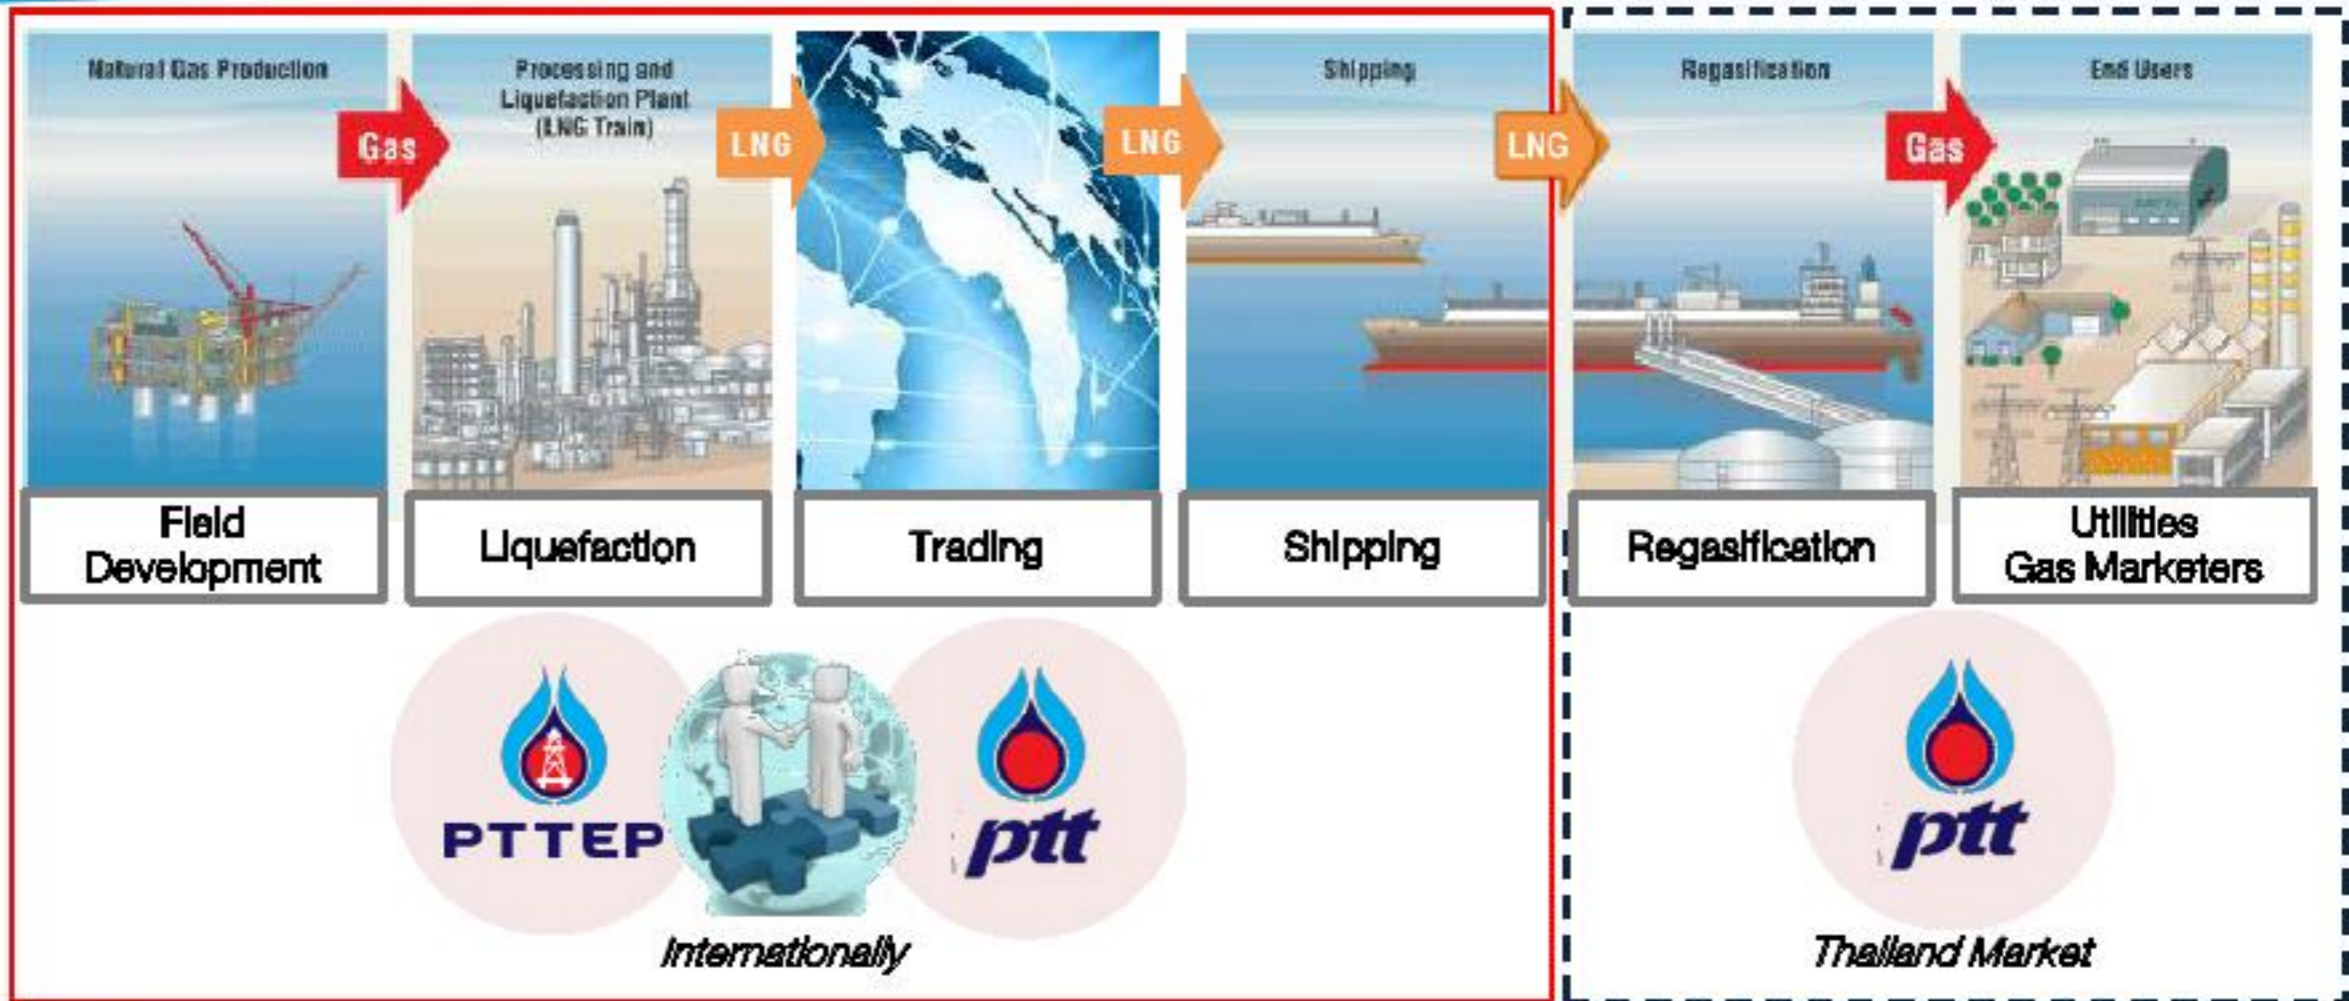 Natural Gas Production
Processing and
Liquefaction Plant
(LNG Train)
Shipping
Regasification
End Users
Gas
LNG
LNG
LNG
Gas
Field
Development
Liquefaction
Trading
Shipping
Regasification
Utilities
Gas Marketers
PTTEP
ptt
ptt
Internationally
Thailand Market